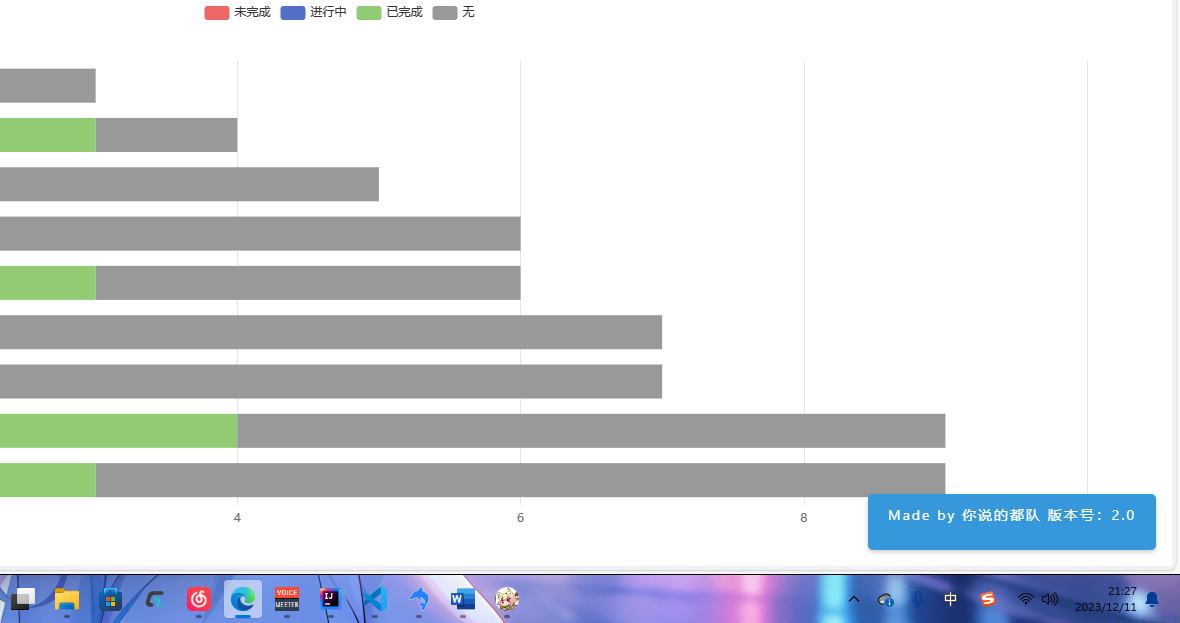 未完成 进行中 已完成 无
4 6 8
Made by 你说的都队 版本号：2.0
VOICE
MEETER
IJ
W
中
S
21:27
2023/12/11